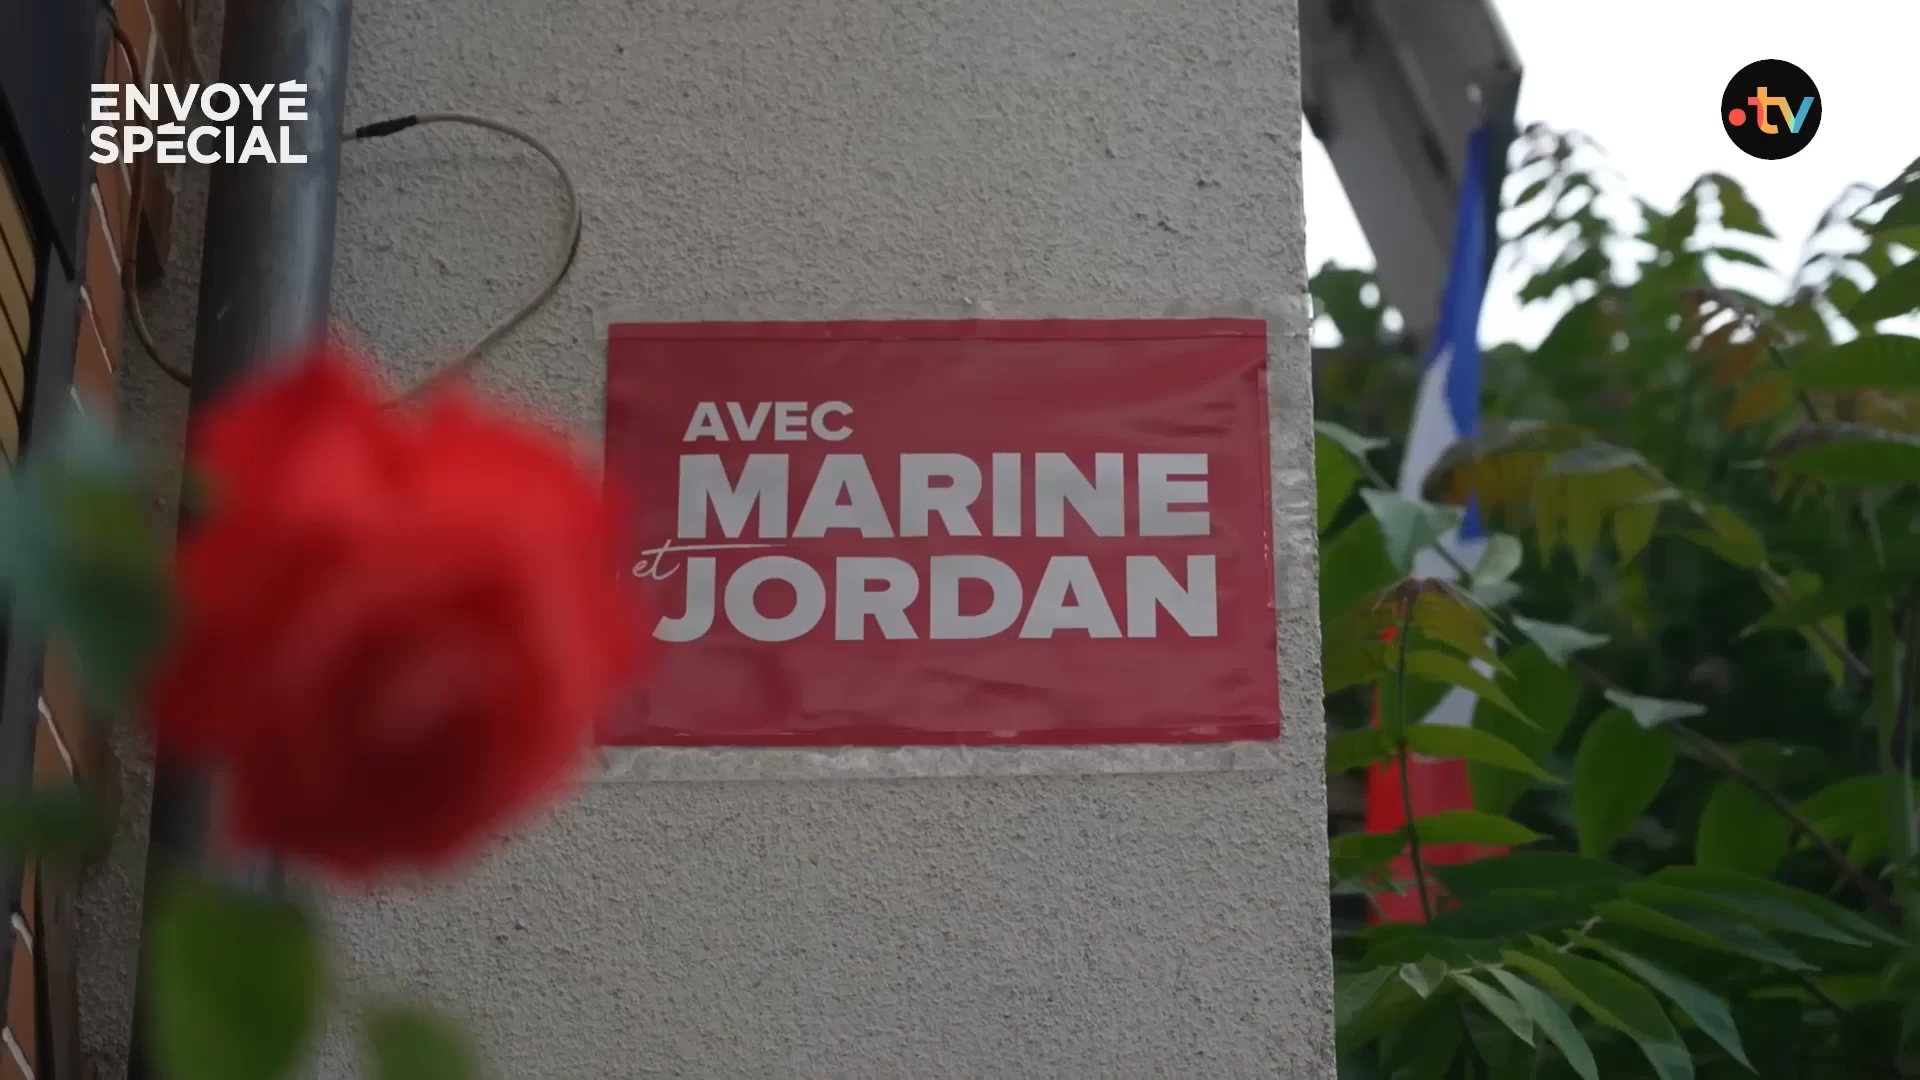 ENVOYÉ
SPÉCIAL
.tv
AVEC
MARINE
et
JORDAN